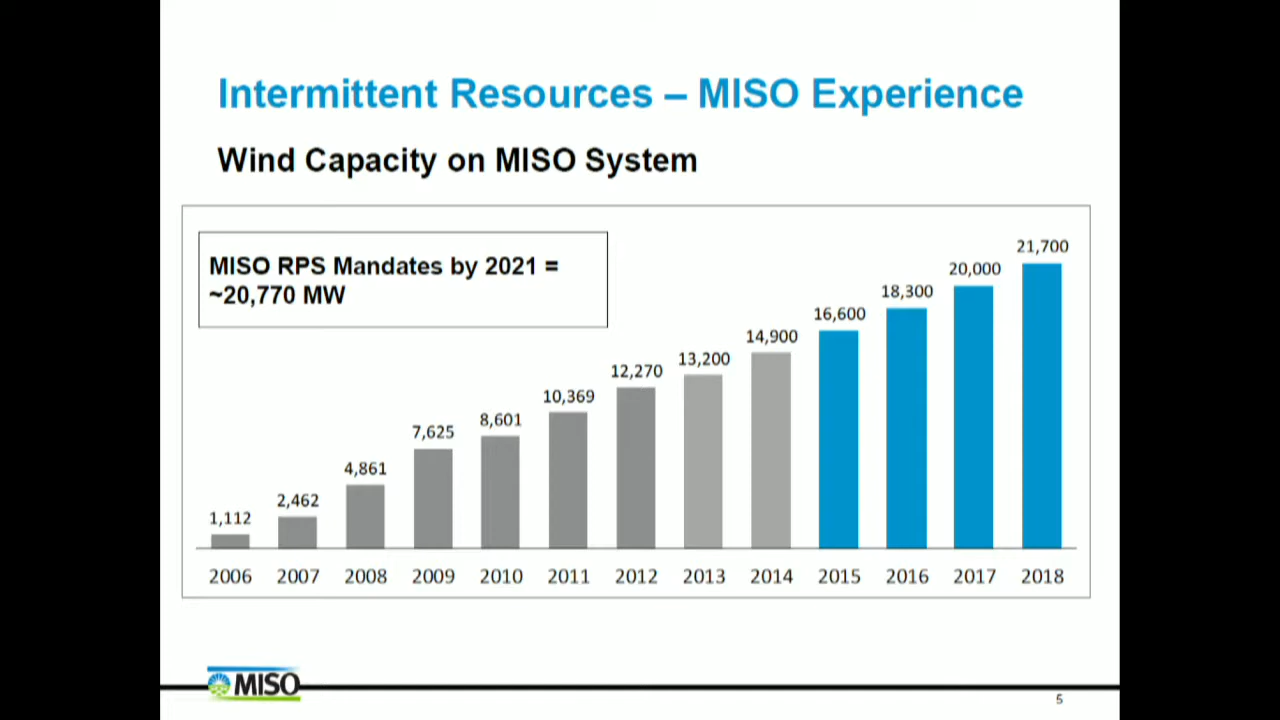 Intermittent Resources – MISO Experience
Wind Capacity on MISO System
MISO RPS Mandates by 2021 =
~20,770 MW
1,112
2,462
4,861
7,625
8,601
10,369
12,270
13,200
14,900
16,600
18,300
20,000
21,700
2006 2007 2008 2009 2010 2011 2012 2013 2014 2015 2016 2017 2018
MISO
5